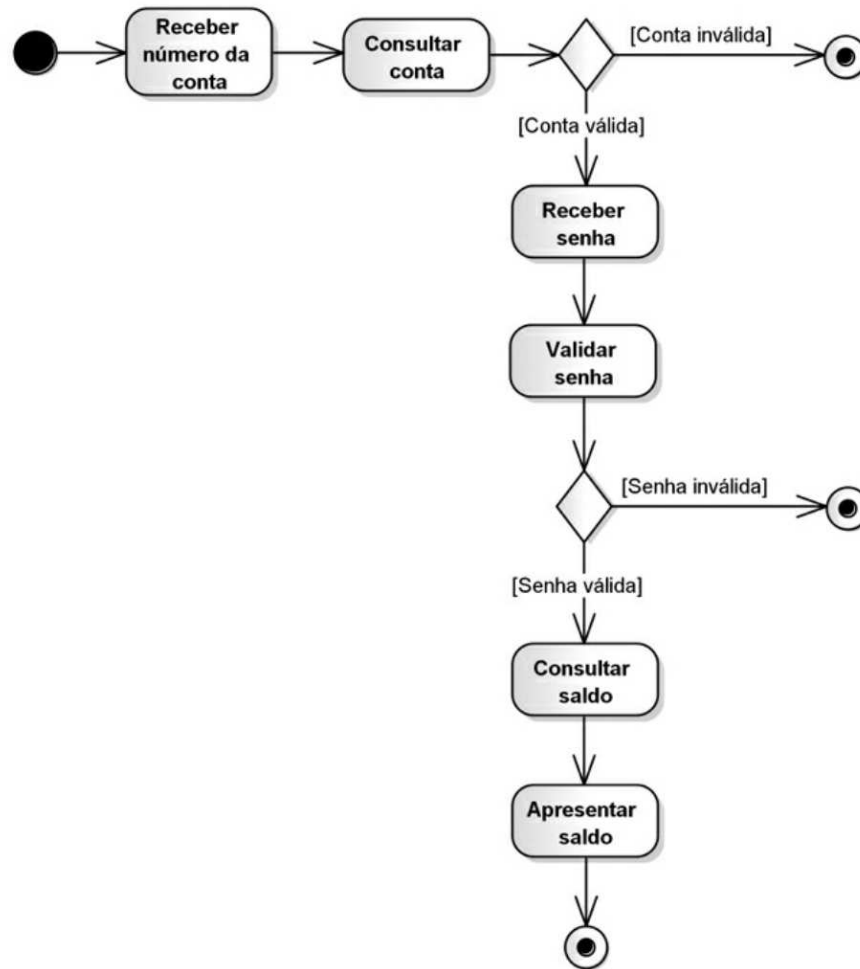 Receber
número da
conta
Consultar
conta
[Conta inválida]
[Conta válida]
Receber
senha
Validar
senha
[Senha inválida]
[Senha válida]
Consultar
saldo
Apresentar
saldo